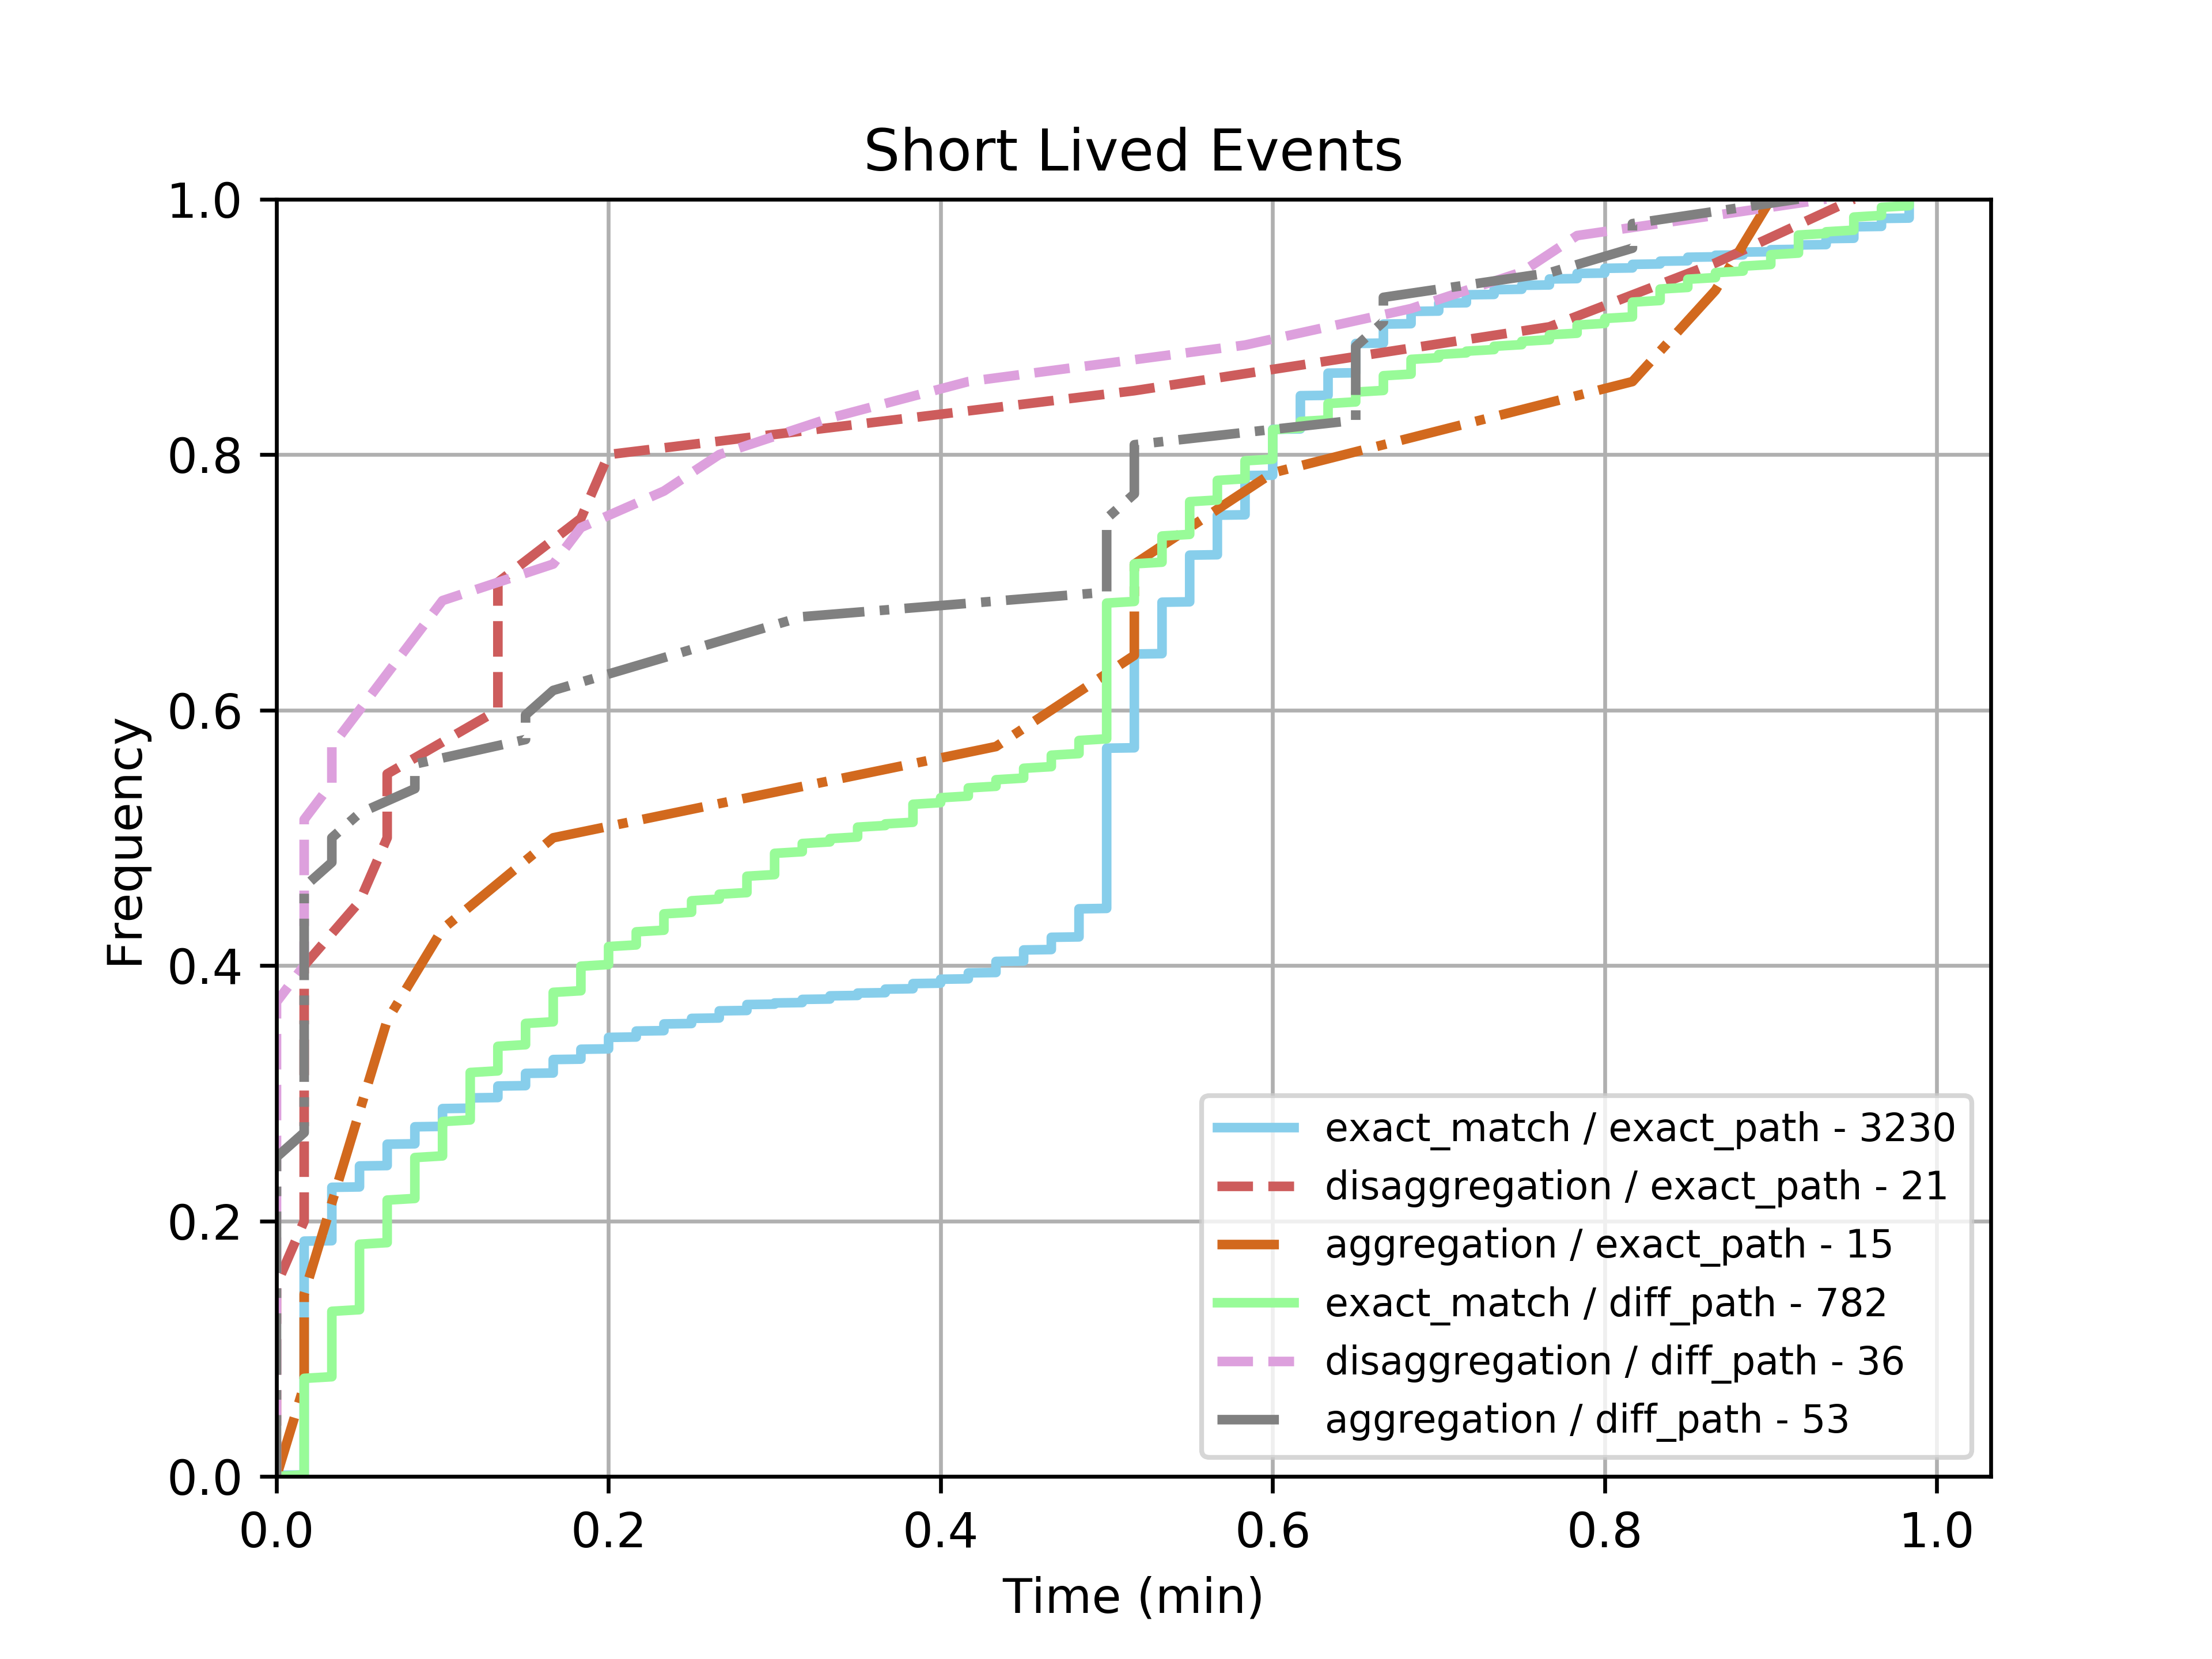 Short Lived Events
1.0
0.8
0.6
0.4
0.2
0.0
Frequency
0.0 0.2 0.4 0.6 0.8 1.0
Time (min)
exact_match / exact_path - 3230
disaggregation / exact_path - 21
aggregation / exact_path - 15
exact_match / diff_path - 782
disaggregation / diff_path - 36
aggregation / diff_path - 53